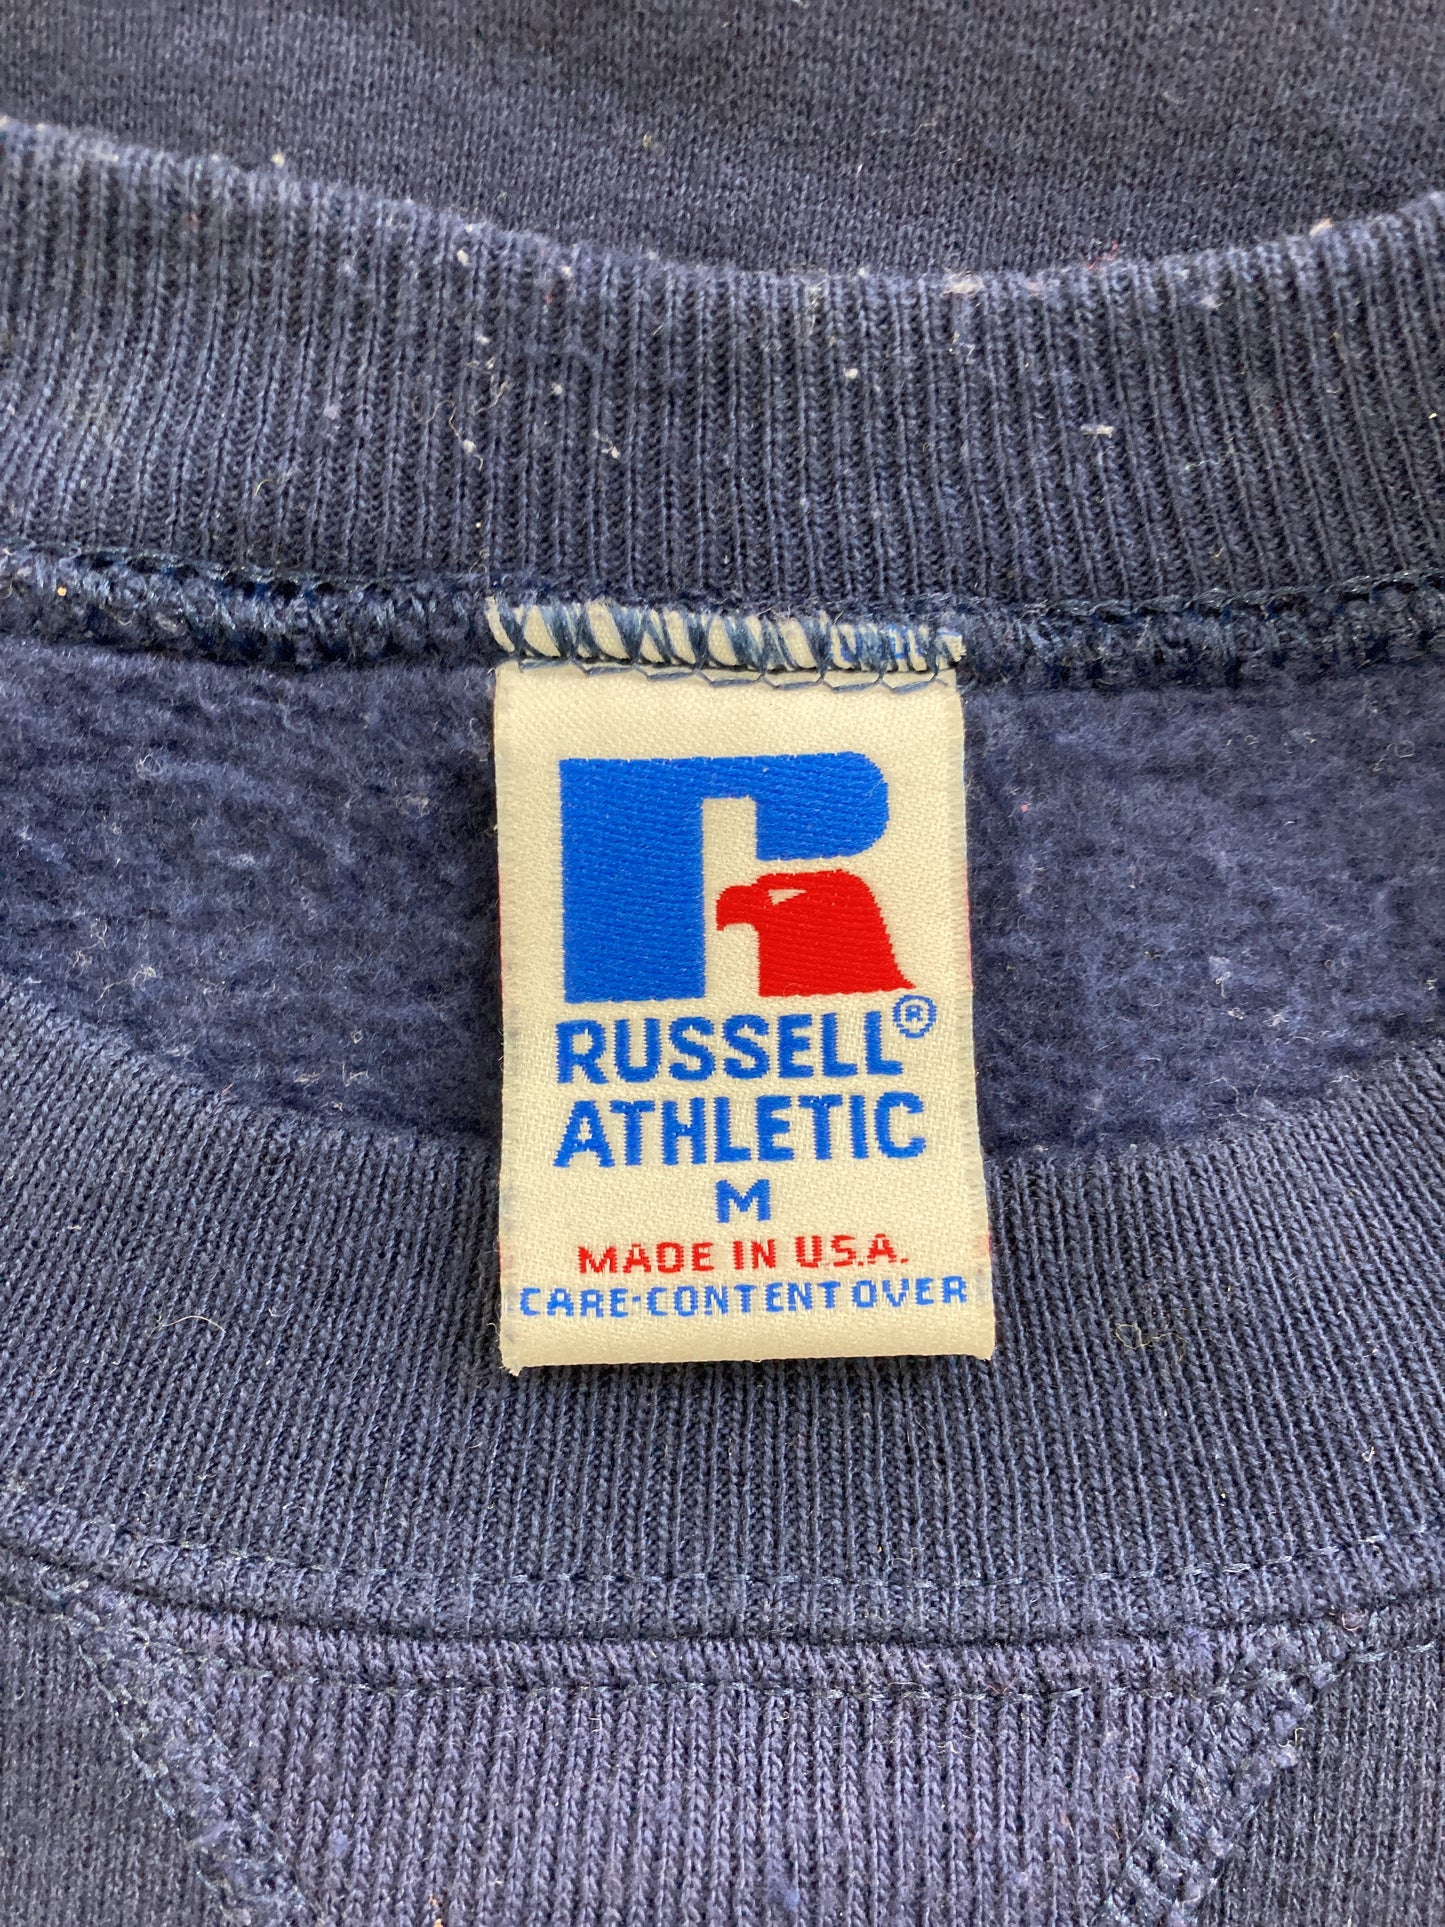 RUSSELL®
ATHLETIC
M
MADE IN U.S.A.
CARE-CONTENT OVER